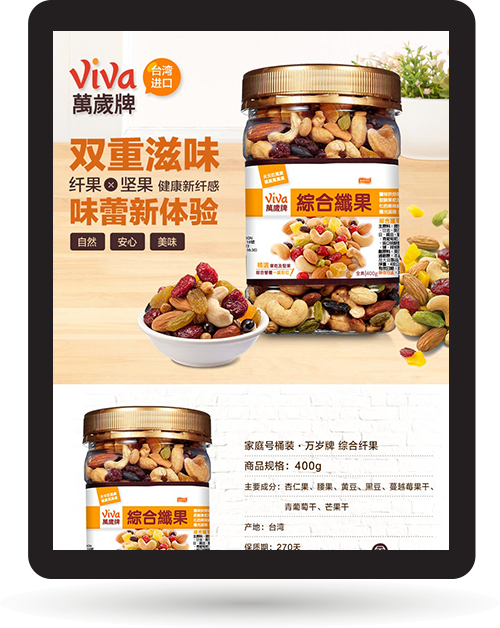 ViVa
萬歲牌
台湾
进口
双重滋味
纤果×坚果 健康新纤感
味蕾新体验
自然 安心 美味
ViVa
萬歲牌
綜合纖果
全素/400g
家庭号桶装·万岁牌 综合纤果
商品规格：400g
主要成分：杏仁果、腰果、黄豆、黑豆、蔓越莓果干、
青葡萄干、芒果干
产地：台湾
保质期：270天
ViVa
萬歲牌
綜合纖果